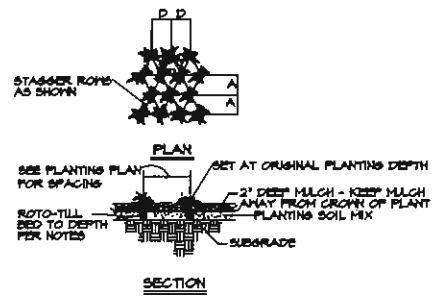 D D
STAGGER ROWS
AS SHOWN
A
A
PLAN
SEE PLANTING PLAN
FOR SPACING
SET AT ORIGINAL PLANTING DEPTH
2" DEEP MULCH - KEEP MULCH
AWAY FROM CROWN OF PLANT
PLANTING SOIL MIX
ROTO-TILL
BED TO DEPTH
PER NOTES
SUBGRADE
SECTION